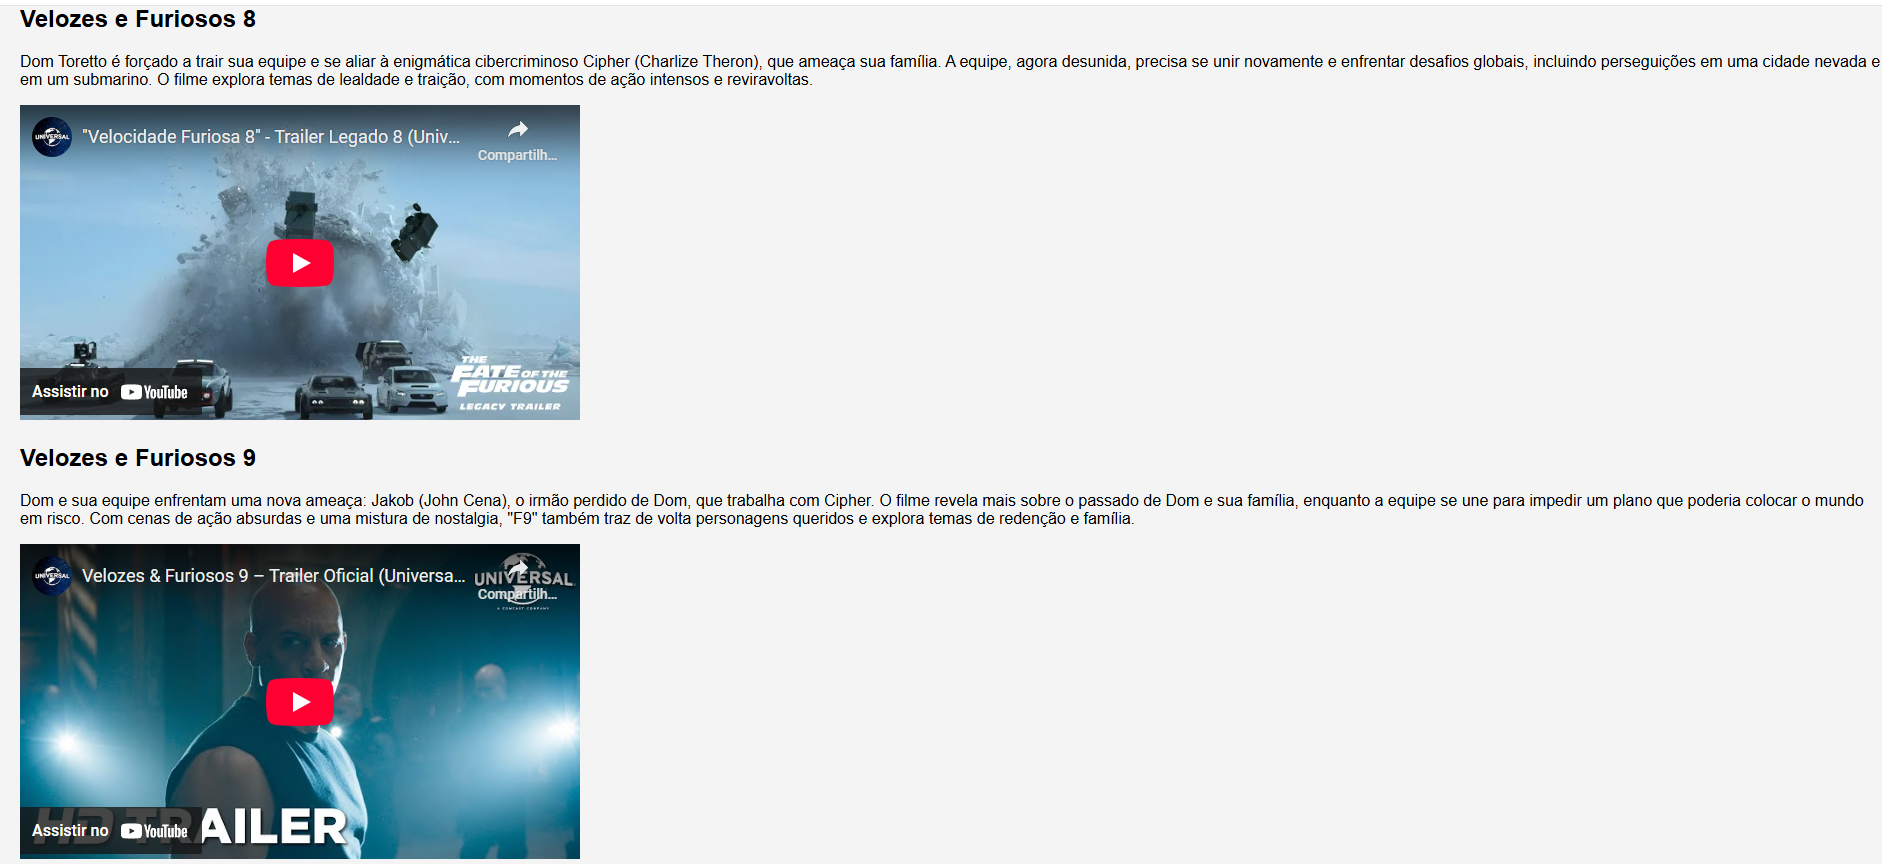 Velozes e Furiosos 8
Dom Toretto é forçado a trair sua equipe e se aliar à enigmática cibercriminoso Cipher (Charlize Theron), que ameaça sua família. A equipe, agora desunida, precisa se unir novamente e enfrentar desafios globais, incluindo perseguições em uma cidade nevada e
em um submarino. O filme explora temas de lealdade e traição, com momentos de ação intensos e reviravoltas.
UNIVERSAL
"Velocidade Furiosa 8" - Trailer Legado 8 (Univ...
Compartilh...
THE
FATE OF THE
FURIOUS
LEGACY TRAILER
Assistir no YouTube
Velozes e Furiosos 9
Dom e sua equipe enfrentam uma nova ameaça: Jakob (John Cena), o irmão perdido de Dom, que trabalha com Cipher. O filme revela mais sobre o passado de Dom e sua família, enquanto a equipe se une para impedir um plano que poderia colocar o mundo
em risco. Com cenas de ação absurdas e uma mistura de nostalgia, "F9" também traz de volta personagens queridos e explora temas de redenção e família.
UNIVERSAL
Velozes & Furiosos 9 – Trailer Oficial (Universa...
UNIVERSAL
Compartilh...
A COMCAST COMPANY
HD TRAILER
Assistir no YouTube